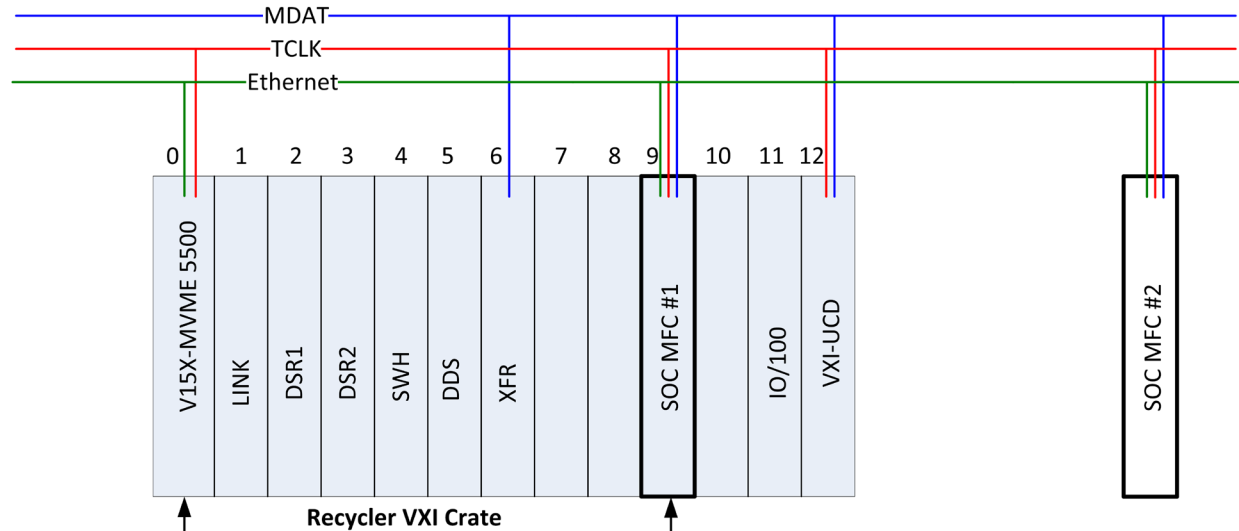 MDAT
TCLK
Ethernet
0 1 2 3 4 5 6 7 8 9 10 11 12
V15X-MVME 5500
LINK
DSR1
DSR2
SWH
DDS
XFR
SOC MFC #1
IO/100
VXI-UCD
SOC MFC #2
Recycler VXI Crate